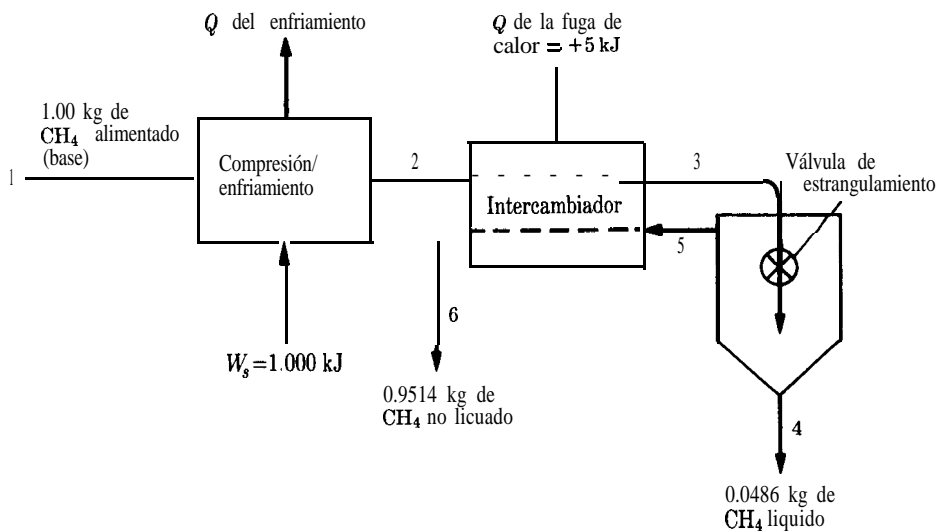 Q del enfriamiento
Q de la fuga de
calor = +5 kJ
1.00 kg de
CH₄ alimentado
(base)
1
Compresión/
enfriamiento
2
Intercambiador
3
Válvula de
estrangulamiento
5
6
Wₛ=1.000 kJ
0.9514 kg de
CH₄ no licuado
4
0.0486 kg de
CH₄ liquido